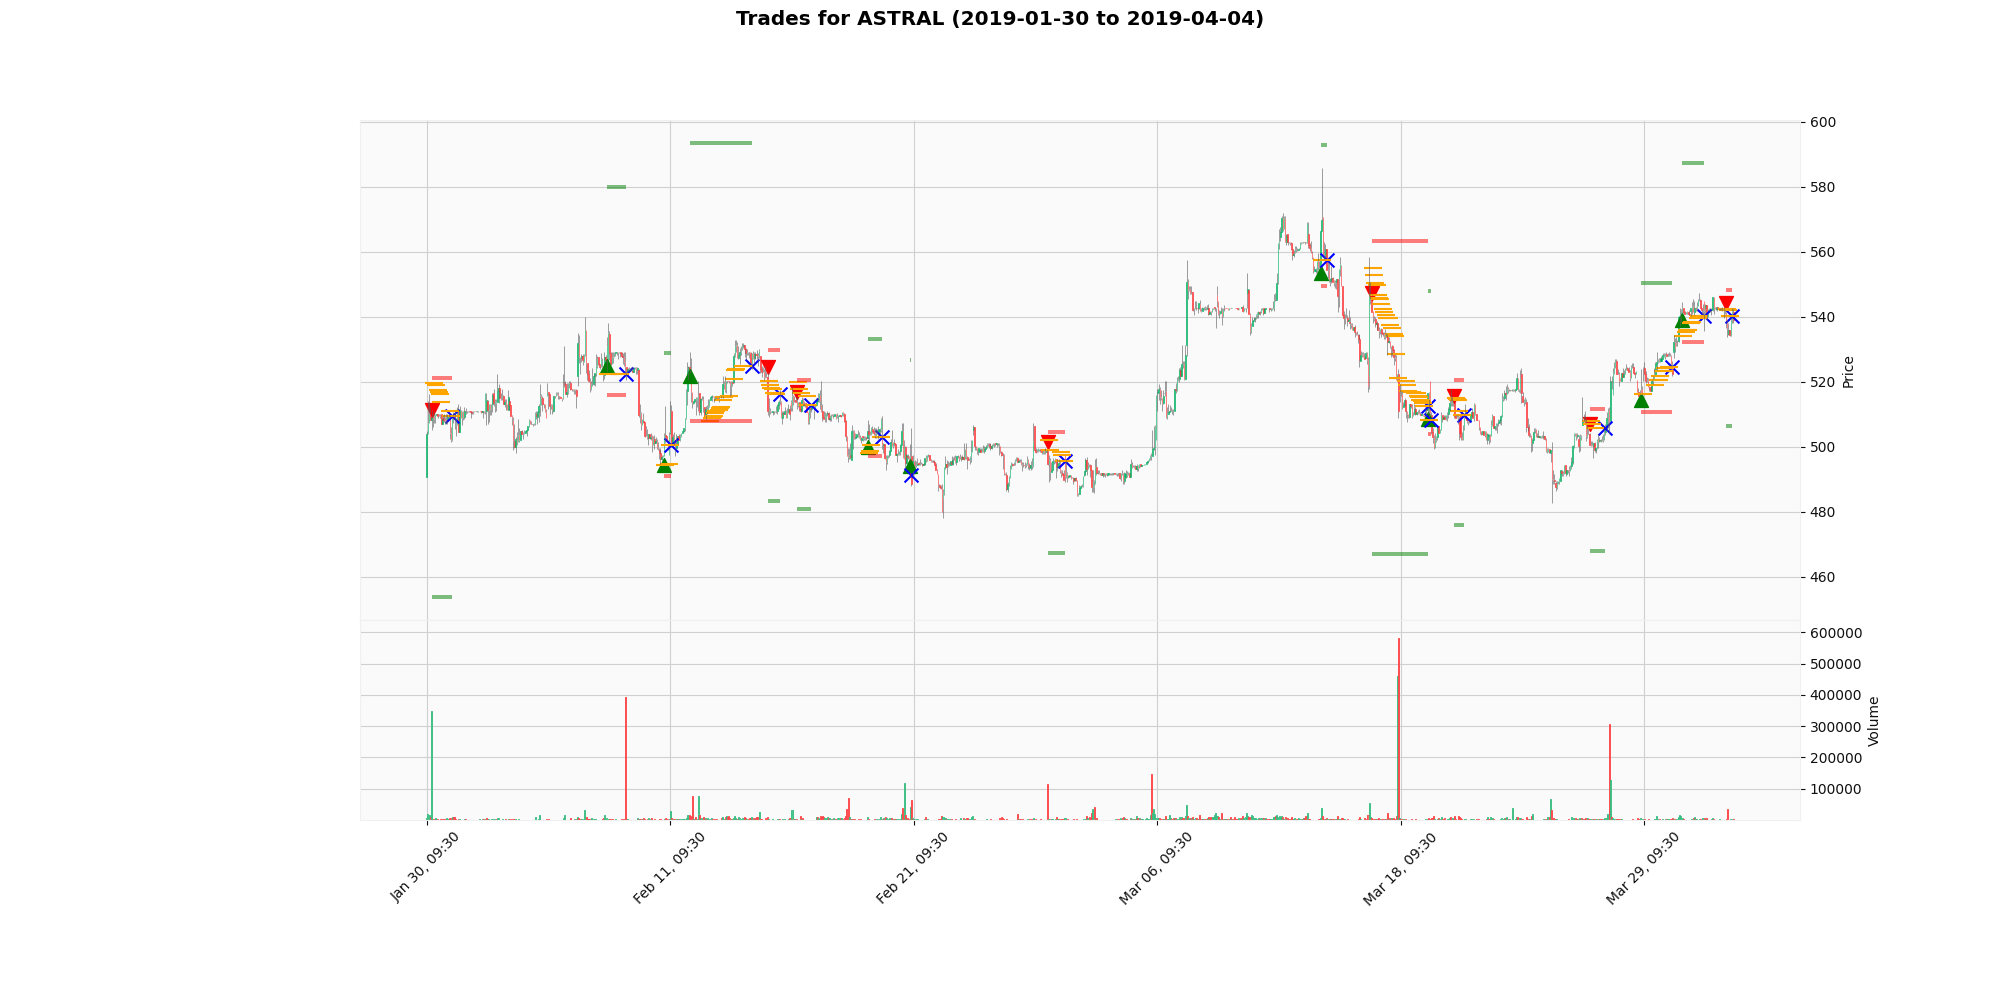 Trades for ASTRAL (2019-01-30 to 2019-04-04)
600
580
560
540
520
500
480
460
Price
600000
500000
400000
300000
200000
100000
Volume
Jan 30, 09:30
Feb 11, 09:30
Feb 21, 09:30
Mar 06, 09:30
Mar 18, 09:30
Mar 29, 09:30